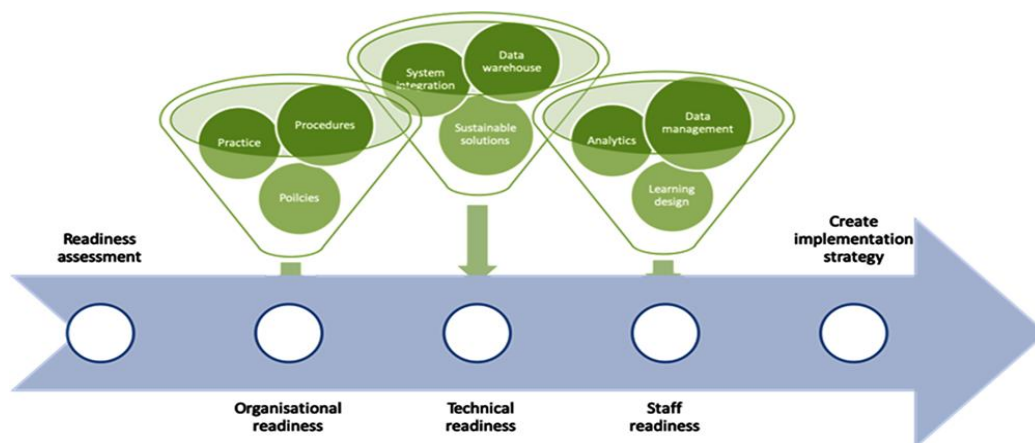 System
integration
Data
warehouse
Sustainable
solutions
Practice
Procedures
Poilcies
Analytics
Data
management
Learning
design
Readiness
assessment
Create
implementation
strategy
Organisational
readiness
Technical
readiness
Staff
readiness